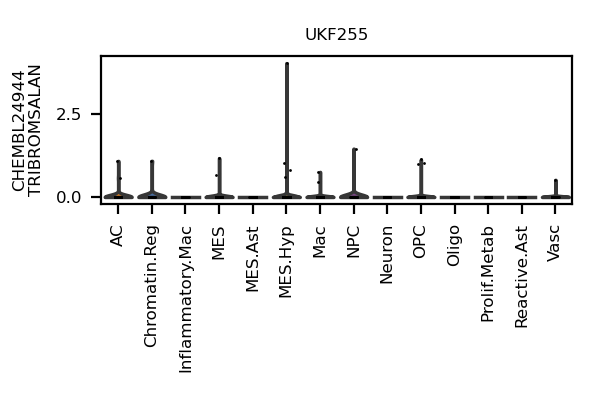 UKF255
CHEMBL24944
TRIBROMSALAN
2.5
0.0
AC
Chromatin.Reg
Inflammatory.Mac
MES
MES.Ast
MES.Hyp
Mac
NPC
Neuron
OPC
Oligo
Prolif.Metab
Reactive.Ast
Vasc